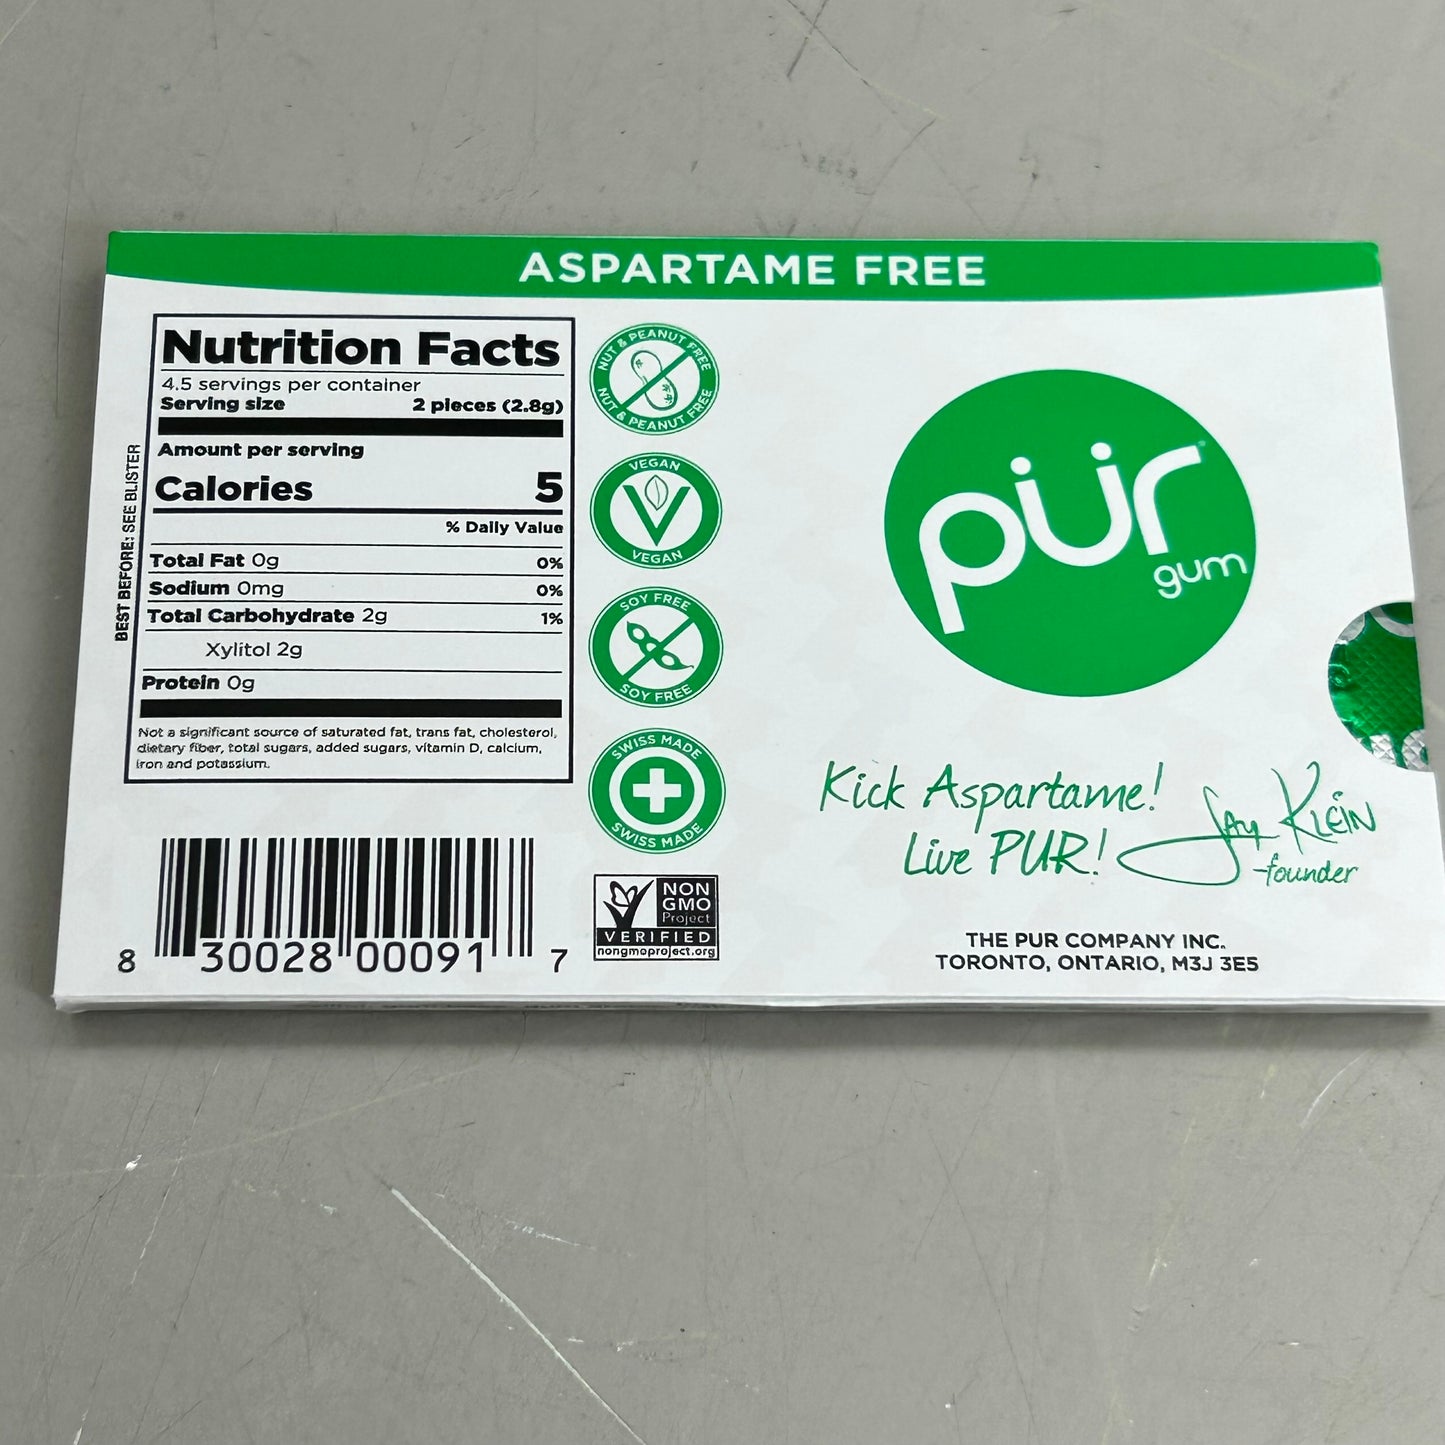 ASPARTAME FREE
Nutrition Facts
4.5 servings per container
Serving size 2 pieces (2.8g)
Amount per serving
Calories 5
% Daily Value
Total Fat 0g 0%
Sodium 0mg 0%
Total Carbohydrate 2g 1%
Xylitol 2g
Protein 0g
Not a significant source of saturated fat, trans fat, cholesterol,
dietary fiber, total sugars, added sugars, vitamin D, calcium,
iron and potassium.
BEST BEFORE: SEE BLISTER
8 30028 00091 7
NUT & PEANUT FREE
NUT & PEANUT FREE
VEGAN
VEGAN
SOY FREE
SOY FREE
SWISS MADE
SWISS MADE
NON
GMO
Project
VERIFIED
nongmoproject.org
pür
gum
Kick Aspartame!
Live PUR!
Jay Klein
-founder
THE PUR COMPANY INC.
TORONTO, ONTARIO, M3J 3E5